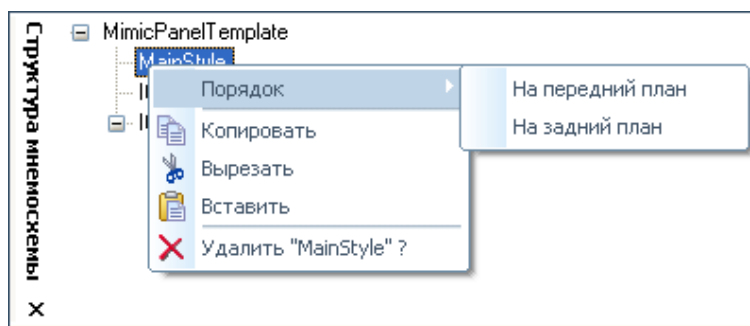 Структура мнемосхемы
MimicPanelTemplate
MainStyle
Порядок
На передний план
На задний план
Копировать
Вырезать
Вставить
Удалить "MainStyle" ?